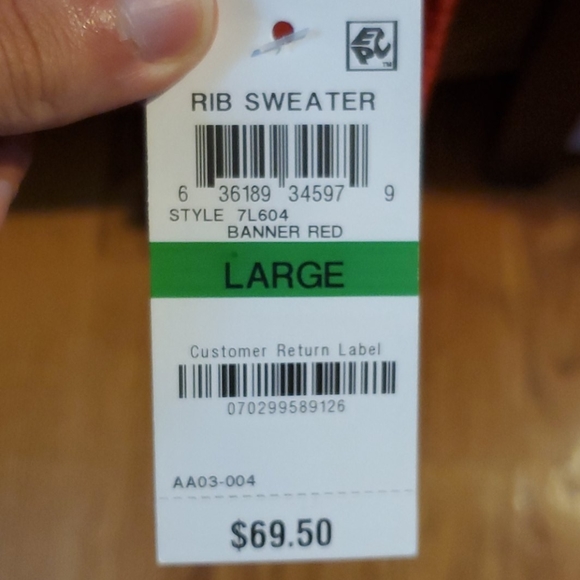 EPC™
RIB SWEATER
6 36189 34597 9
STYLE 7L604
BANNER RED
LARGE
Customer Return Label
070299589126
AA03-004
$69.50